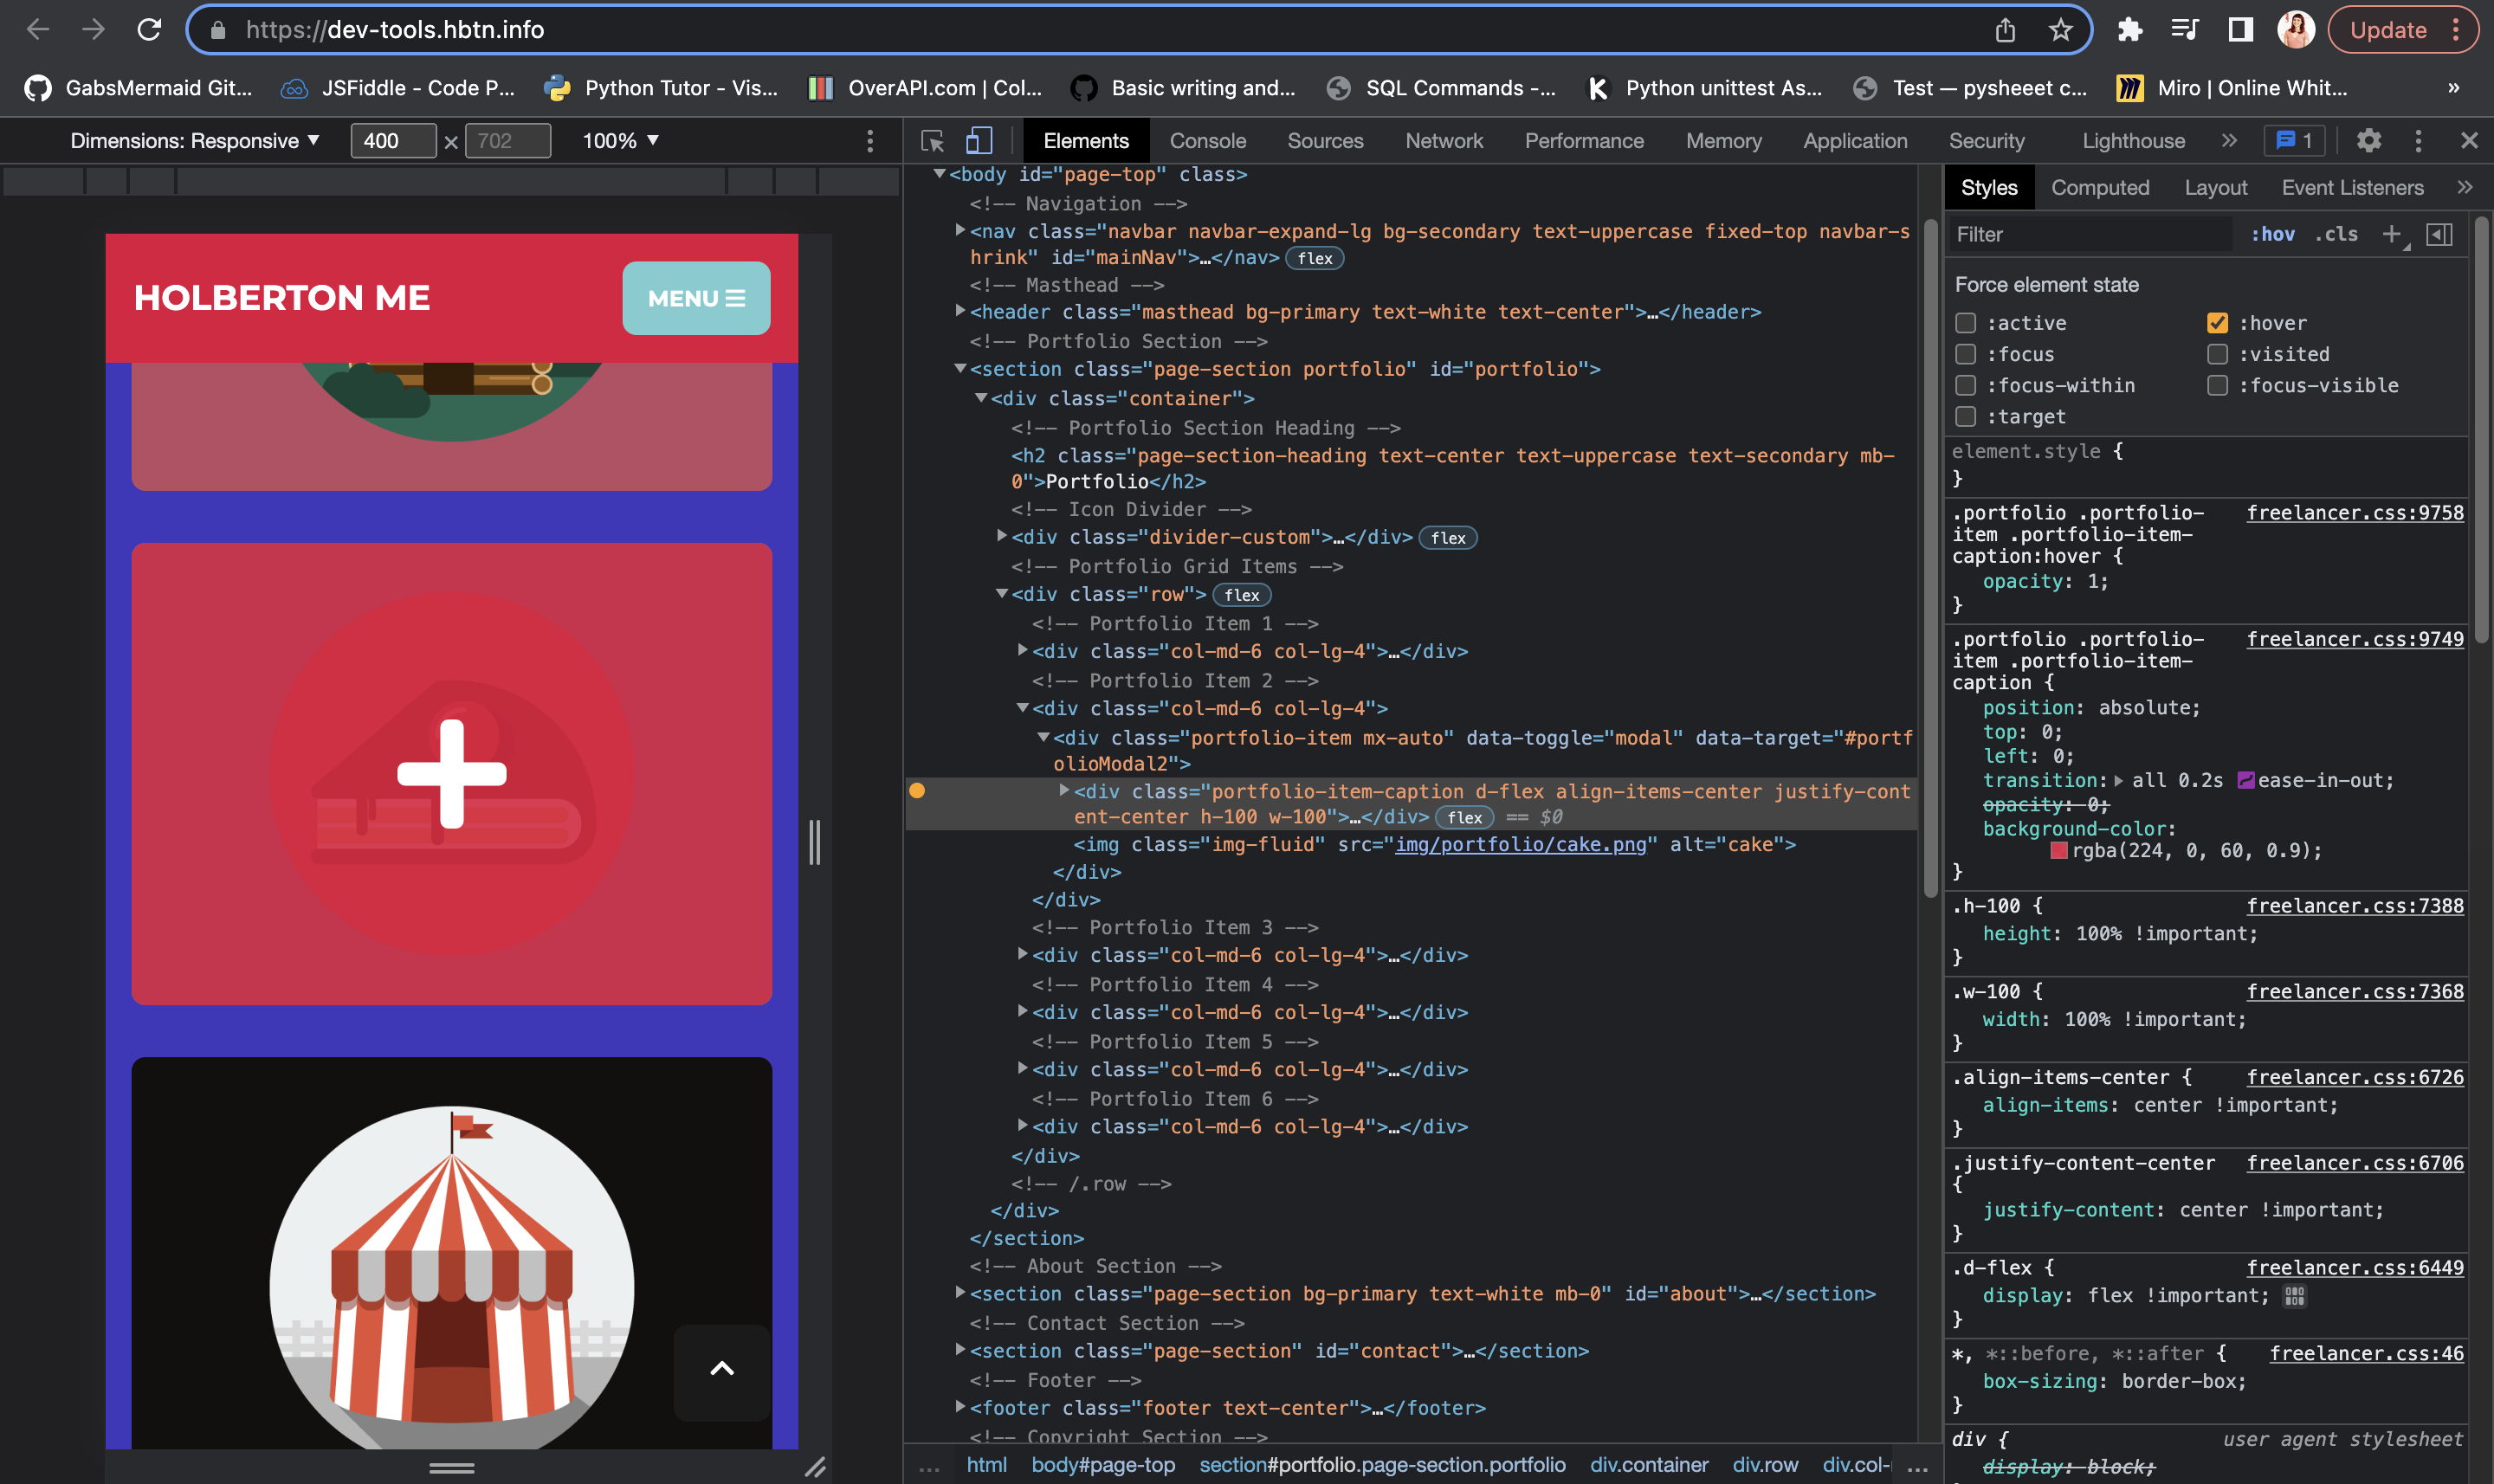 https://dev-tools.hbtn.info
Update
GabsMermaid Git...
JSFiddle - Code P...
Python Tutor - Vis...
OverAPI.com | Col...
Basic writing and...
SQL Commands -...
Python unittest As...
Test — pysheeet c...
Miro | Online Whit...
»
Dimensions: Responsive ▼ 400 × 702 100% ▼
HOLBERTON ME
MENU
Elements Console Sources Network Performance Memory Application Security Lighthouse » 1
▼<body id="page-top" class>
<!-- Navigation -->
▶<nav class="navbar navbar-expand-lg bg-secondary text-uppercase fixed-top navbar-s
hrink" id="mainNav">…</nav> flex
<!-- Masthead -->
▶<header class="masthead bg-primary text-white text-center">…</header>
<!-- Portfolio Section -->
▼<section class="page-section portfolio" id="portfolio">
▼<div class="container">
<!-- Portfolio Section Heading -->
<h2 class="page-section-heading text-center text-uppercase text-secondary mb-
0">Portfolio</h2>
<!-- Icon Divider -->
▶<div class="divider-custom">…</div> flex
<!-- Portfolio Grid Items -->
▼<div class="row"> flex
<!-- Portfolio Item 1 -->
▶<div class="col-md-6 col-lg-4">…</div>
<!-- Portfolio Item 2 -->
▼<div class="col-md-6 col-lg-4">
▼<div class="portfolio-item mx-auto" data-toggle="modal" data-target="#portf
olioModal2">
▶<div class="portfolio-item-caption d-flex align-items-center justify-cont
ent-center h-100 w-100">…</div> flex == $0
<img class="img-fluid" src="img/portfolio/cake.png" alt="cake">
</div>
</div>
<!-- Portfolio Item 3 -->
▶<div class="col-md-6 col-lg-4">…</div>
<!-- Portfolio Item 4 -->
▶<div class="col-md-6 col-lg-4">…</div>
<!-- Portfolio Item 5 -->
▶<div class="col-md-6 col-lg-4">…</div>
<!-- Portfolio Item 6 -->
▶<div class="col-md-6 col-lg-4">…</div>
</div>
<!-- /.row -->
</div>
</section>
<!-- About Section -->
▶<section class="page-section bg-primary text-white mb-0" id="about">…</section>
<!-- Contact Section -->
▶<section class="page-section" id="contact">…</section>
<!-- Footer -->
▶<footer class="footer text-center">…</footer>
<!-- Copyright Section -->
... html body#page-top section#portfolio.page-section.portfolio div.container div.row div.col- ...
Styles Computed Layout Event Listeners »
Filter :hov .cls +
Force element state
:active :hover
:focus :visited
:focus-within :focus-visible
:target
element.style {
}
.portfolio .portfolio- freelancer.css:9758
item .portfolio-item-
caption:hover {
opacity: 1;
}
.portfolio .portfolio- freelancer.css:9749
item .portfolio-item-
caption {
position: absolute;
top: 0;
left: 0;
transition:▶ all 0.2s ease-in-out;
opacity: 0;
background-color:
rgba(224, 0, 60, 0.9);
}
.h-100 { freelancer.css:7388
height: 100% !important;
}
.w-100 { freelancer.css:7368
width: 100% !important;
}
.align-items-center { freelancer.css:6726
align-items: center !important;
}
.justify-content-center freelancer.css:6706
{
justify-content: center !important;
}
.d-flex { freelancer.css:6449
display: flex !important;
}
*, *::before, *::after { freelancer.css:46
box-sizing: border-box;
}
div { user agent stylesheet
display: block;